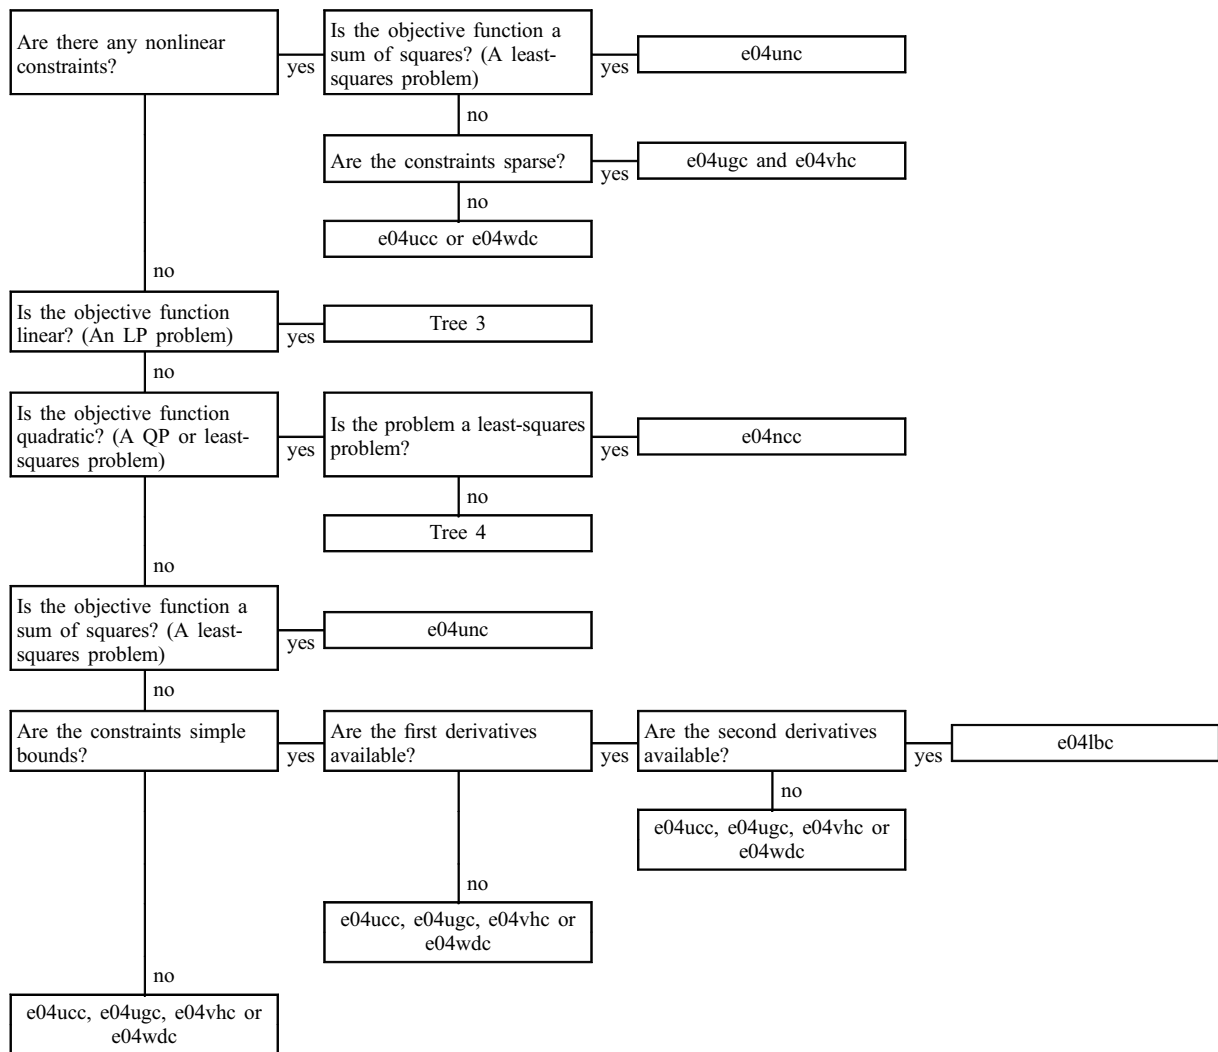 Are there any nonlinear
constraints?
yes
Is the objective function a
sum of squares? (A least-
squares problem)
yes
e04unc
no
Are the constraints sparse?
yes
e04ugc and e04vhc
no
e04ucc or e04wdc
no
Is the objective function
linear? (An LP problem)
yes
Tree 3
no
Is the objective function
quadratic? (A QP or least-
squares problem)
yes
Is the problem a least-squares
problem?
yes
e04ncc
no
Tree 4
no
Is the objective function a
sum of squares? (A least-
squares problem)
yes
e04unc
no
Are the constraints simple
bounds?
yes
Are the first derivatives
available?
yes
Are the second derivatives
available?
yes
e04lbc
no
e04ucc, e04ugc, e04vhc or
e04wdc
no
e04ucc, e04ugc, e04vhc or
e04wdc
no
e04ucc, e04ugc, e04vhc or
e04wdc